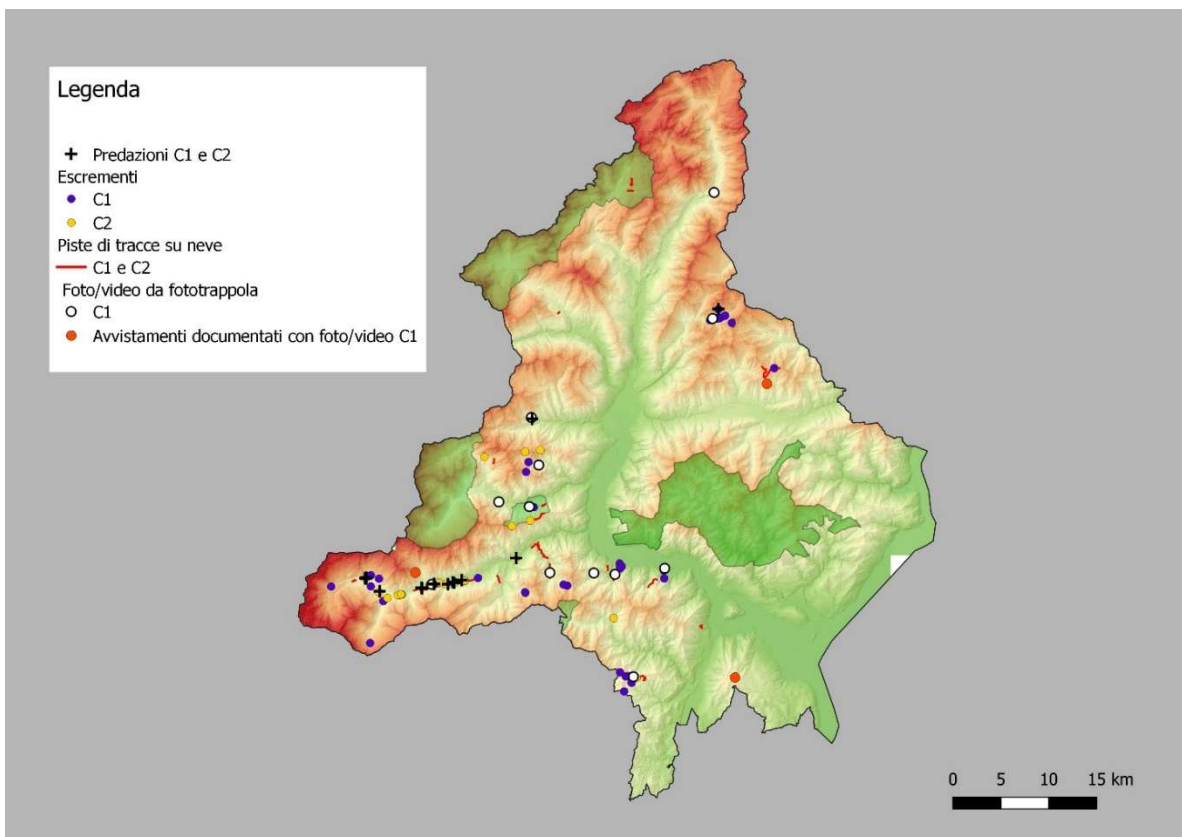 Legenda
Predazioni C1 e C2
Escrementi
C1
C2
Piste di tracce su neve
C1 e C2
Foto/video da fototrappola
C1
Avvistamenti documentati con foto/video C1
0 5 10 15 km